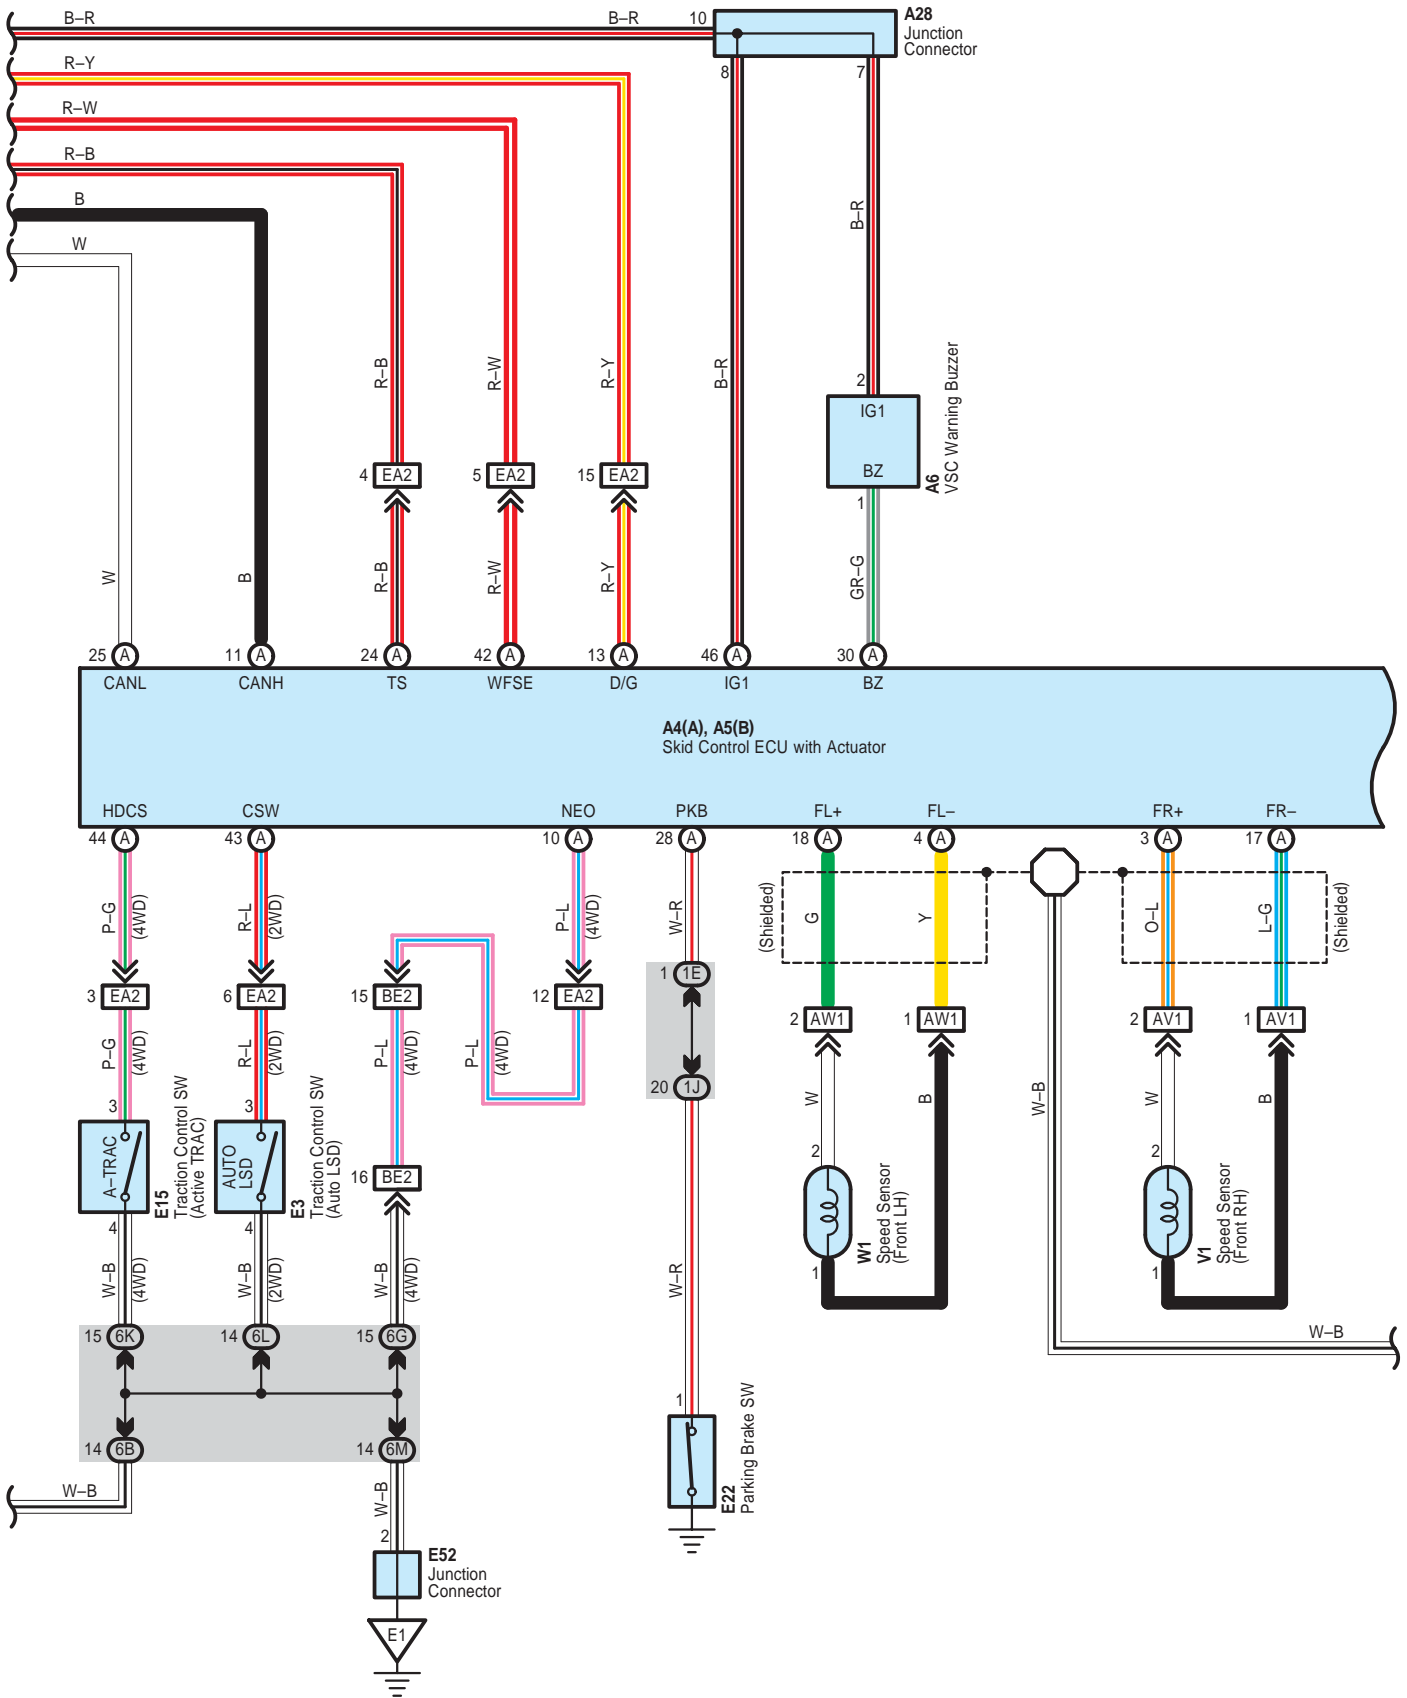 B–R
B–R
10
A28
Junction
Connector
R–Y
8
7
R–W
R–B
B
W
B–R
R–B
R–W
R–Y
B–R
2
IG1
BZ
A6
VSC Warning Buzzer
4
EA2
5
EA2
15
EA2
1
W
B
R–B
R–W
R–Y
GR–G
25
A
11
A
24
A
42
A
13
A
46
A
30
A
CANL
CANH
TS
WFSE
D/G
IG1
BZ
A4(A), A5(B)
Skid Control ECU with Actuator
HDCS
CSW
NEO
PKB
FL+
FL–
FR+
FR–
44
A
43
A
10
A
28
A
18
A
4
A
3
A
17
A
P–G
(4WD)
R–L
(2WD)
P–L
(4WD)
W–R
(Shielded)
G
Y
O–L
L–G
(Shielded)
1
1E
3
EA2
6
EA2
15
BE2
12
EA2
2
AW1
1
AW1
2
AV1
1
AV1
P–G
(4WD)
R–L
(2WD)
P–L
(4WD)
P–L
(4WD)
20
1J
W
B
W–B
W
B
3
A–TRAC
E15
Traction Control SW
(Active TRAC)
3
AUTO
LSD
E3
Traction Control SW
(Auto LSD)
16
BE2
2
W1
Speed Sensor
(Front LH)
2
V1
Speed Sensor
(Front RH)
4
4
1
1
W–B
(4WD)
W–B
(2WD)
W–B
(4WD)
W–R
15
6K
14
6L
15
6G
W–B
1
E22
Parking Brake SW
14
6B
14
6M
W–B
W–B
2
E52
Junction
Connector
E1